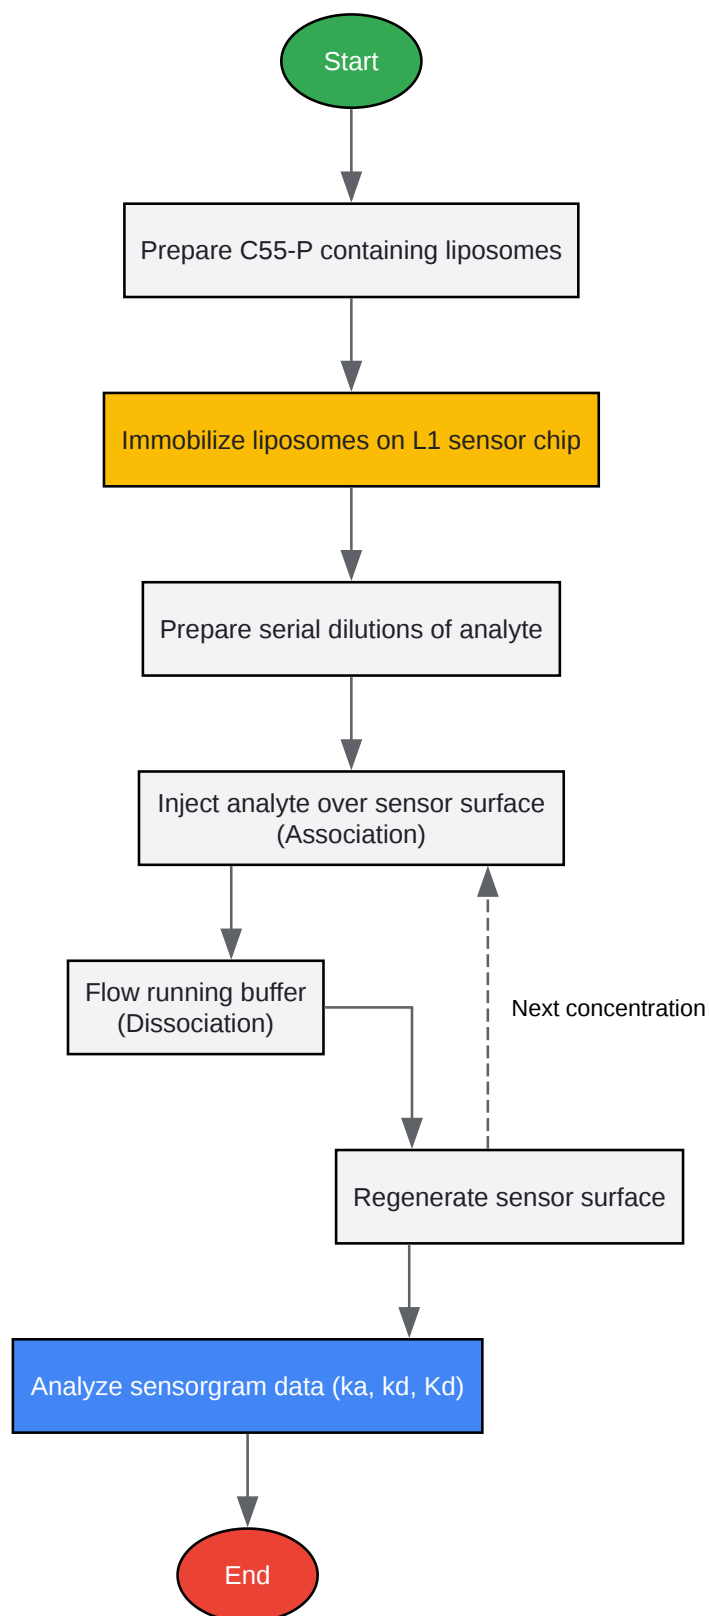 Start
Prepare C55-P containing liposomes
Immobilize liposomes on L1 sensor chip
Prepare serial dilutions of analyte
Inject analyte over sensor surface
(Association)
Flow running buffer
(Dissociation)
Next concentration
Regenerate sensor surface
Analyze sensorgram data (ka, kd, Kd)
End